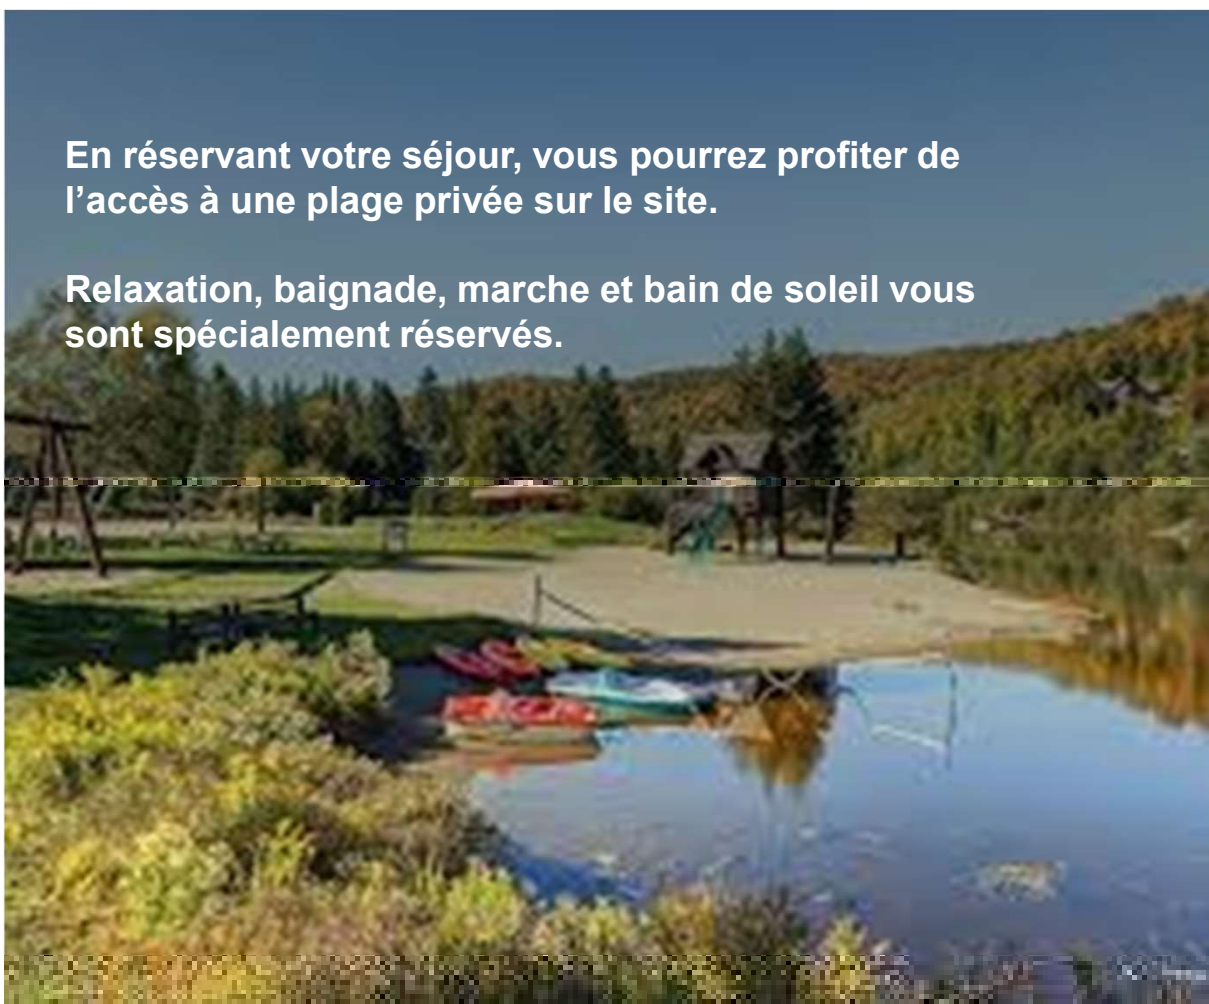 En réservant votre séjour, vous pourrez profiter de
l’accès à une plage privée sur le site.
Relaxation, baignade, marche et bain de soleil vous
sont spécialement réservés.